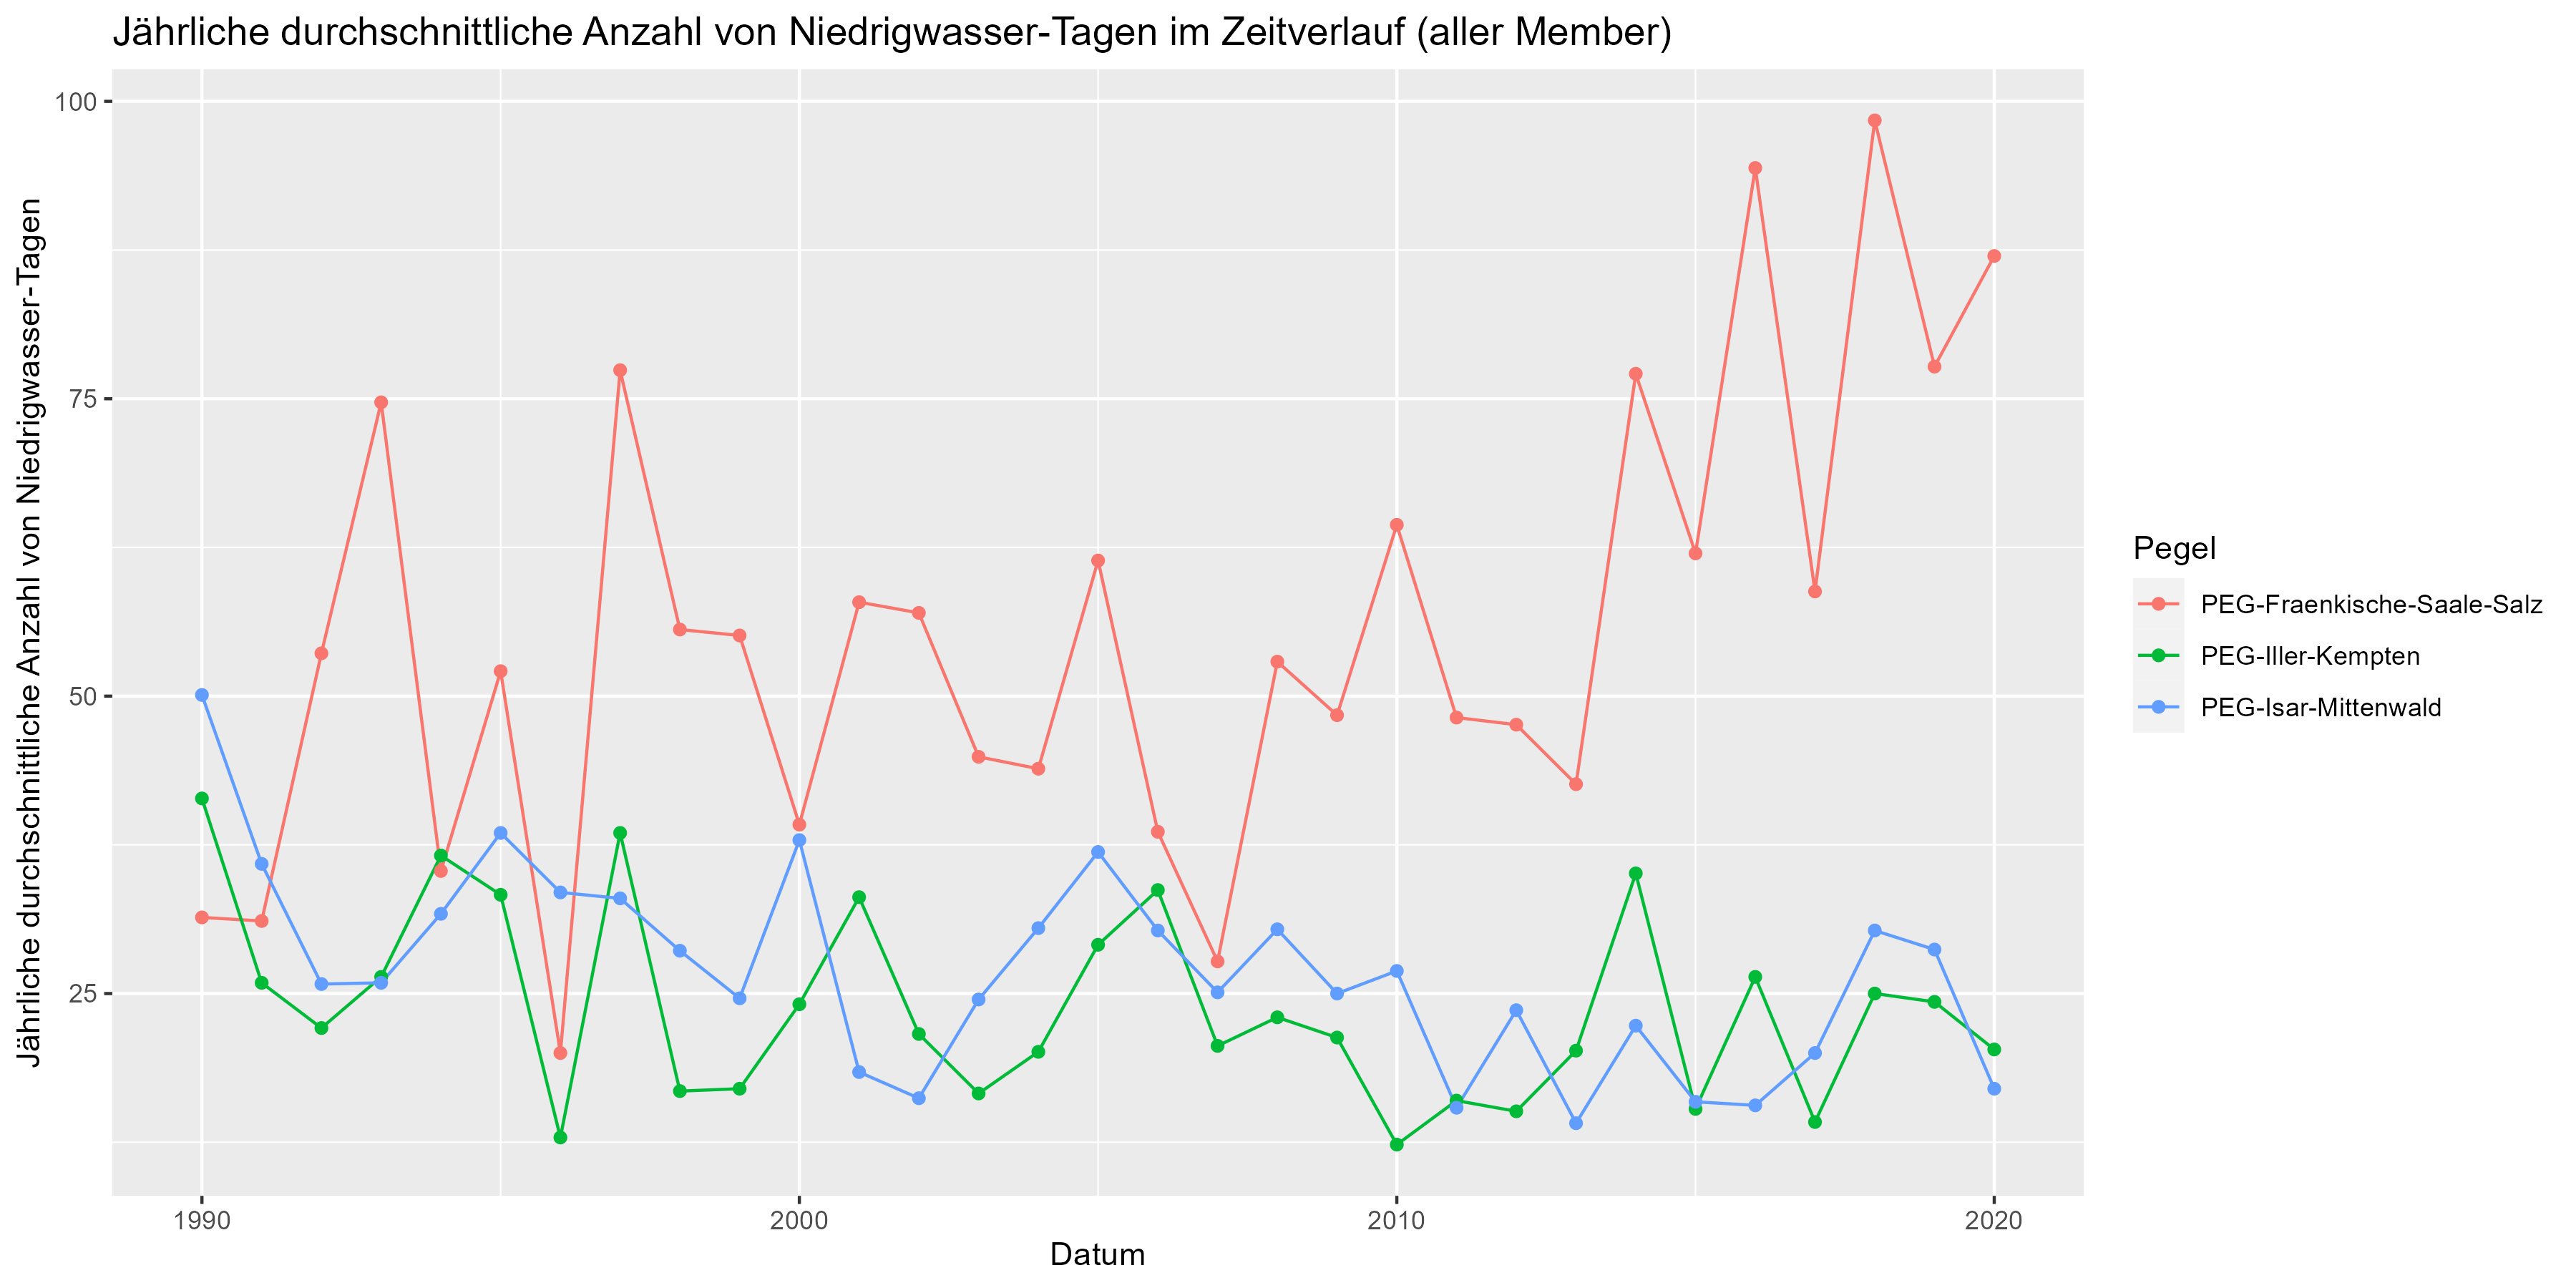 Jährliche durchschnittliche Anzahl von Niedrigwasser-Tagen im Zeitverlauf (aller Member)
Jährliche durchschnittliche Anzahl von Niedrigwasser-Tagen
100
75
50
25
1990
2000
2010
2020
Datum
Pegel
PEG-Fraenkische-Saale-Salz
PEG-Iller-Kempten
PEG-Isar-Mittenwald